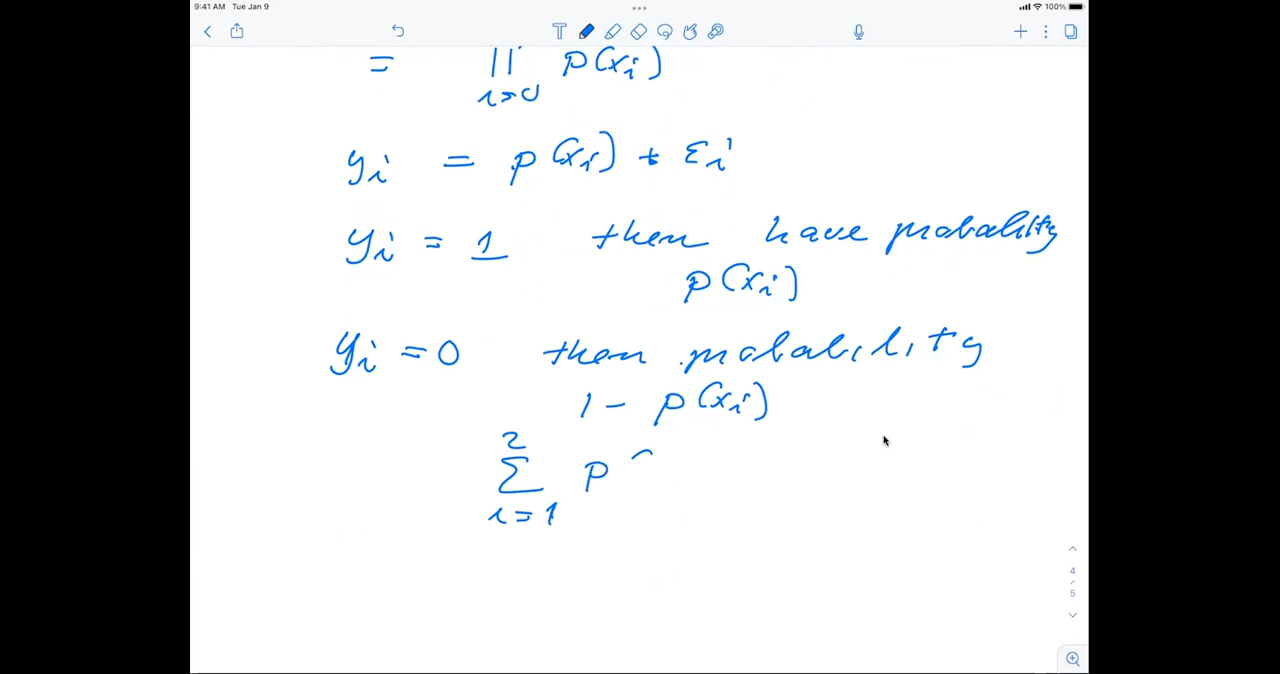 9:41 AM Tue Jan 9
100%
= ∏ p(xᵢ)
i=0
yᵢ = p(xᵢ) + εᵢ
yᵢ = 1 then have probability
p(xᵢ)
yᵢ = 0 then probability
1 - p(xᵢ)
2
∑ p
i=1
4
/
5